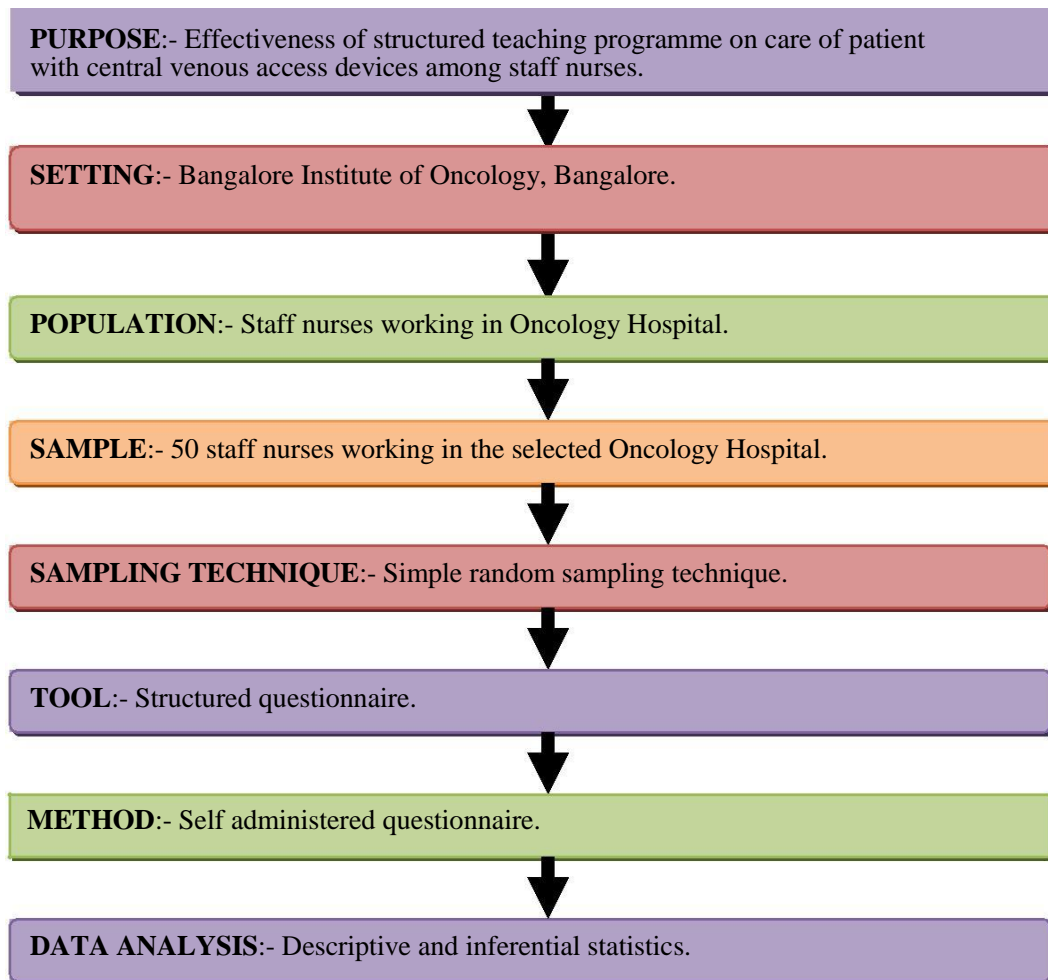 PURPOSE:- Effectiveness of structured teaching programme on care of patient
with central venous access devices among staff nurses.
SETTING:- Bangalore Institute of Oncology, Bangalore.
POPULATION:- Staff nurses working in Oncology Hospital.
SAMPLE:- 50 staff nurses working in the selected Oncology Hospital.
SAMPLING TECHNIQUE:- Simple random sampling technique.
TOOL:- Structured questionnaire.
METHOD:- Self administered questionnaire.
DATA ANALYSIS:- Descriptive and inferential statistics.